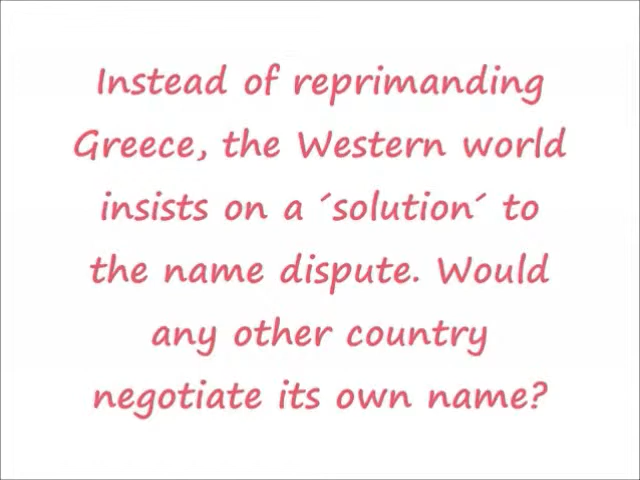 Instead of reprimanding
Greece, the Western world
insists on a ´solution´ to
the name dispute. Would
any other country
negotiate its own name?